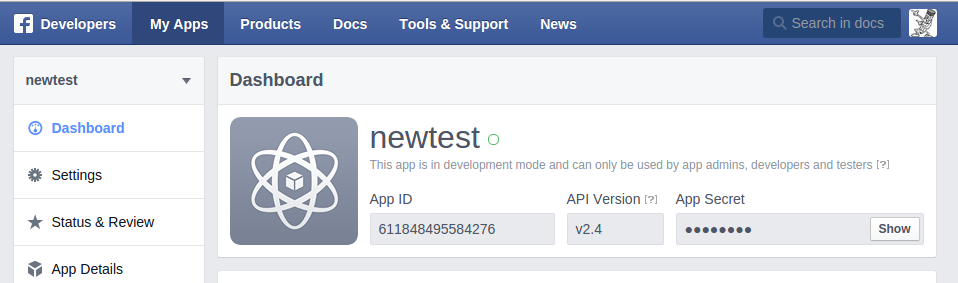 Developers My Apps Products Docs Tools & Support News Search in docs
newtest
Dashboard
Settings
Status & Review
App Details
Dashboard
newtest
This app is in development mode and can only be used by app admins, developers and testers [?]
App ID API Version [?] App Secret
611848495584276 v2.4 ●●●●●●●● Show